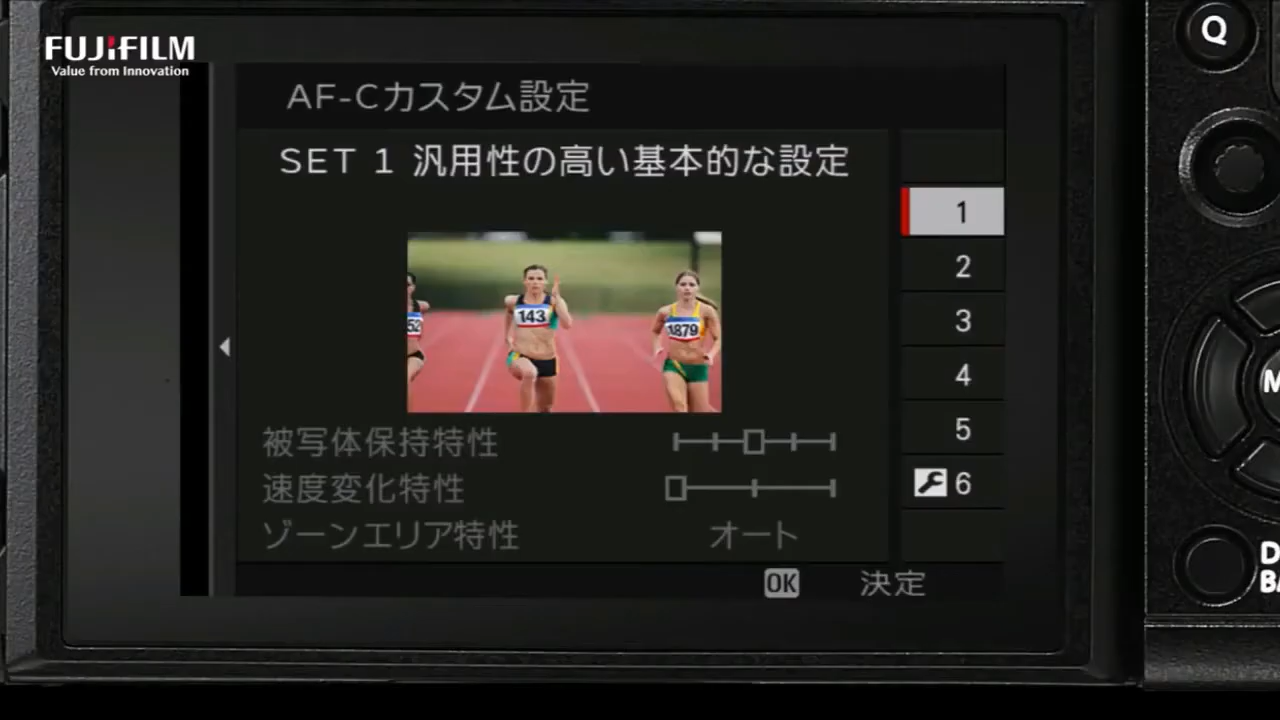 FUJIFILM
Value from Innovation
Q
AF-Cカスタム設定
SET 1 汎用性の高い基本的な設定
1
2
3
4
5
6
52
143
1879
被写体保持特性
速度変化特性
ゾーンエリア特性 オート
OK 決定